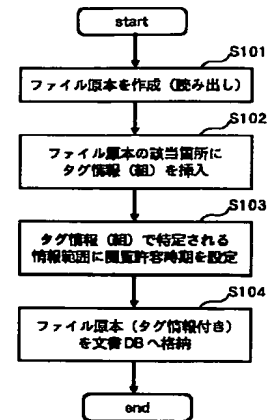 start
S101
ファイル原本を作成（読み出し）
S102
ファイル原本の該当箇所に
タグ情報（組）を挿入
S103
タグ情報（組）で特定される
情報範囲に閲覧許容時期を設定
S104
ファイル原本（タグ情報付き）
を文書DBへ格納
end